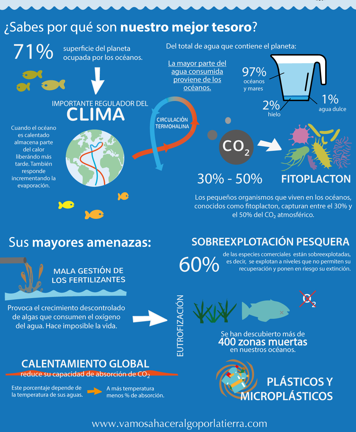 ¿Sabes por qué son nuestro mejor tesoro?
71%
superficie del planeta
ocupada por los océanos.
Del total de agua que contiene el planeta:
La mayor parte del
agua consumida
proviene de los
océanos.
97%
océanos
y mares
2%
hielo
1%
agua dulce
IMPORTANTE REGULADOR DEL
CLIMA
Cuando el océano
es calentado
almacena parte
del calor
liberándo más
tarde. También
responde
incrementando la
evaporación.
CIRCULACIÓN
TERMOHALINA
CO2
30% - 50%
FITOPLACTON
Los pequeños organismos que viven en los océanos,
conocidos como fitoplacton, capturan entre el 30% y
el 50% del CO2 atmosférico.
Sus mayores amenazas:
MALA GESTIÓN DE
LOS FERTILIZANTES
Provoca el crecimiento descontrolado
de algas que consumen el oxigeno
del agua. Hace imposible la vida.
EUTROFIZACIÓN
SOBREEXPLOTACIÓN PESQUERA
60%
de las especies comerciales están sobreexplotadas,
es decir, se explotan a niveles que no permiten su
recuperación y ponen en riesgo su extinción.
O2
Se han descubierto más de
400 zonas muertas
en nuestros océanos.
CALENTAMIENTO GLOBAL
reduce su capacidad de absorción de CO2
Este porcentaje depende de
la temperatura de sus aguas.
A más temperatura
menos % de absorción.
PLÁSTICOS Y
MICROPLÁSTICOS
www.vamosahaceralgoporlatierra.com